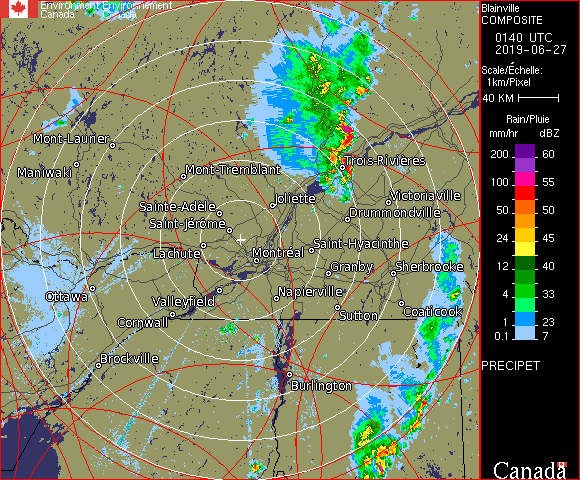 Environment Environnement
Canada Canada
Blainville
COMPOSITE
0140 UTC
2019-06-27
Scale/Échelle:
1km/Pixel
40 KM
Rain/Pluie
mm/hr dBZ
200 60
100 55
50 50
24 45
12 40
4 33
1 23
0.1 7
PRECIPET
Canada
Mont-Laurier
Maniwaki
Mont-Tremblant
Trois-Rivières
Sainte-Adèle
Joliette
Victoriaville
Saint-Jérôme
Drummondville
Lachute
Montréal
Saint-Hyacinthe
Granby
Sherbrooke
Ottawa
Valleyfield
Napierville
Cornwall
Sutton
Coaticook
Brockville
Burlington